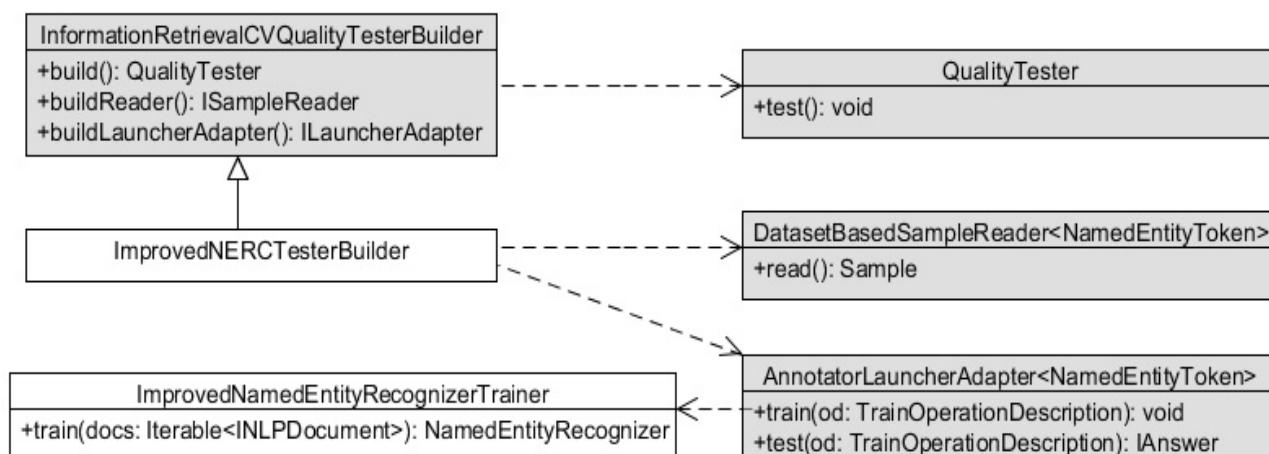 InformationRetrievalCVQualityTesterBuilder
+build(): QualityTester
+buildReader(): ISampleReader
+buildLauncherAdapter(): ILauncherAdapter
QualityTester
+test(): void
ImprovedNERCTesterBuilder
DatasetBasedSampleReader<NamedEntityToken>
+read(): Sample
ImprovedNamedEntityRecognizerTrainer
+train(docs: Iterable<INLPDocument>): NamedEntityRecognizer
AnnotatorLauncherAdapter<NamedEntityToken>
+train(od: TrainOperationDescription): void
+test(od: TrainOperationDescription): IAnswer